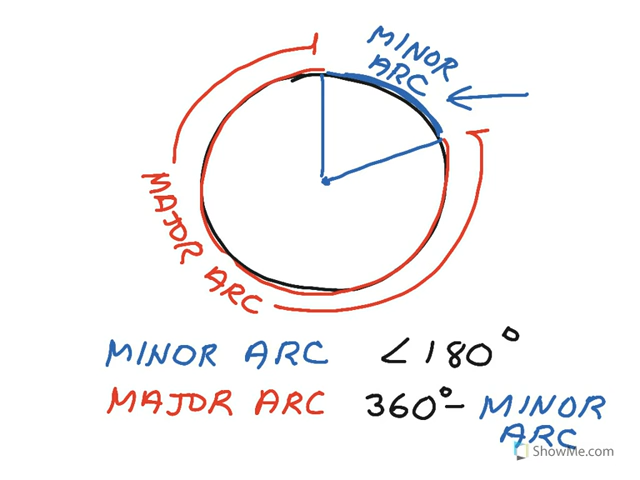 MINOR
ARC
MAJOR ARC
MINOR ARC <180°
MAJOR ARC 360°- MINOR
ARC
ShowMe.com